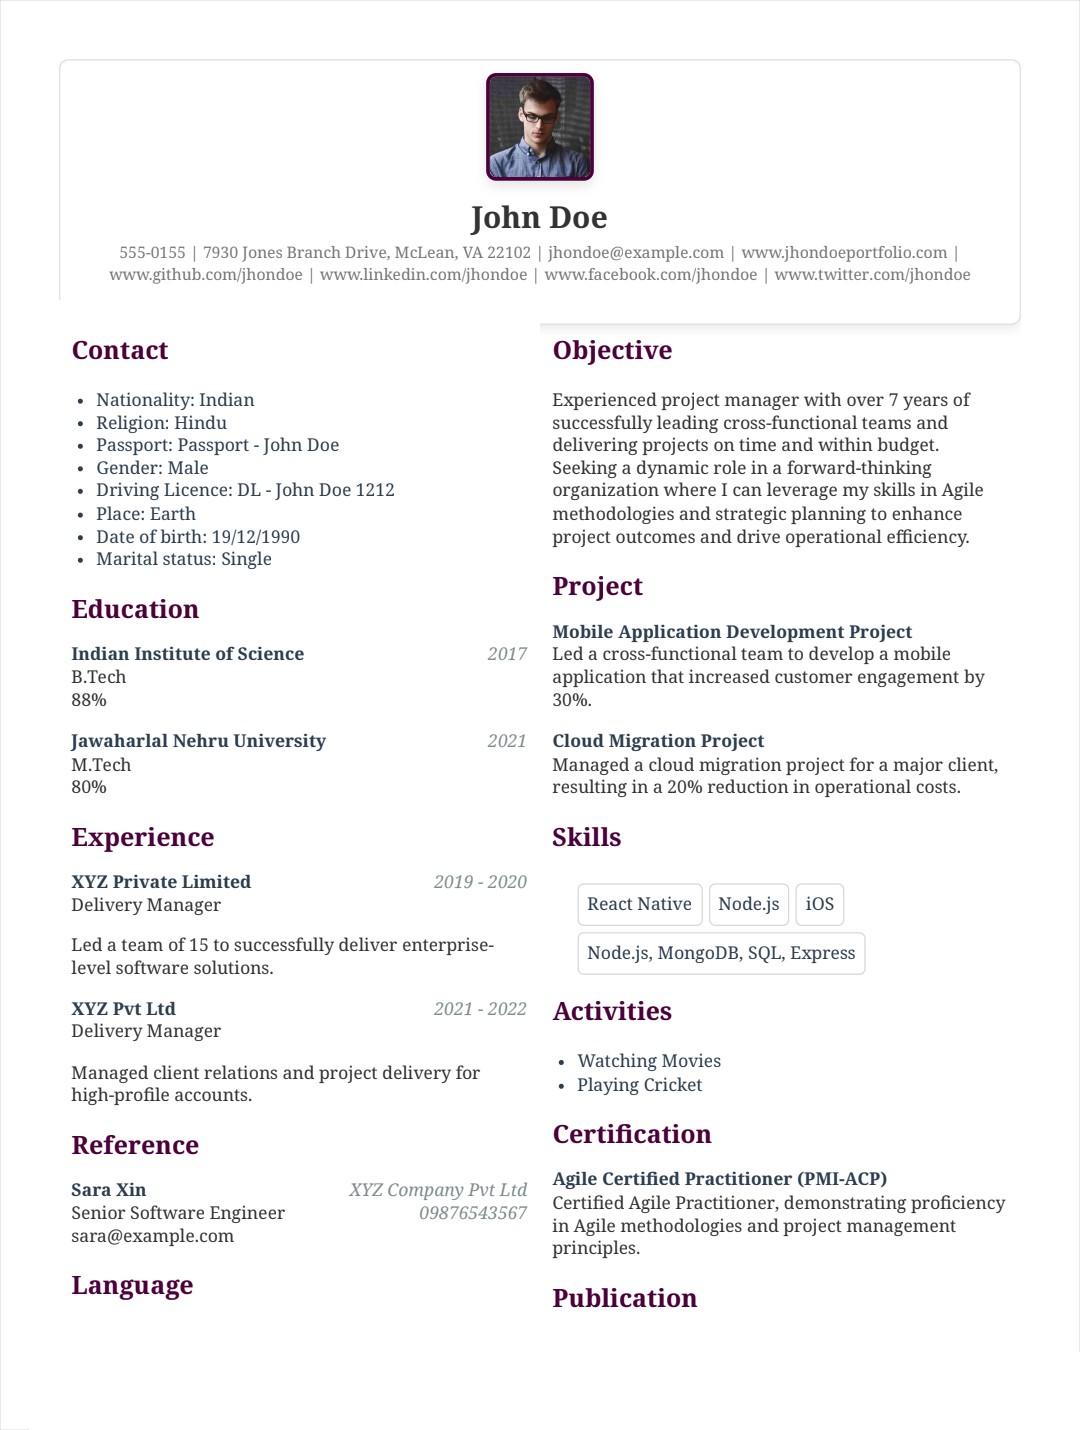 John Doe
555-0155 | 7930 Jones Branch Drive, McLean, VA 22102 | jhondoe@example.com | www.jhondoeportfolio.com |
www.github.com/jhondoe | www.linkedin.com/jhondoe | www.facebook.com/jhondoe | www.twitter.com/jhondoe
Contact
• Nationality: Indian
• Religion: Hindu
• Passport: Passport - John Doe
• Gender: Male
• Driving Licence: DL - John Doe 1212
• Place: Earth
• Date of birth: 19/12/1990
• Marital status: Single
Education
Indian Institute of Science 2017
B.Tech
88%
Jawaharlal Nehru University 2021
M.Tech
80%
Experience
XYZ Private Limited 2019 - 2020
Delivery Manager
Led a team of 15 to successfully deliver enterprise-
level software solutions.
XYZ Pvt Ltd 2021 - 2022
Delivery Manager
Managed client relations and project delivery for
high-profile accounts.
Reference
Sara Xin XYZ Company Pvt Ltd
Senior Software Engineer 09876543567
sara@example.com
Language
Objective
Experienced project manager with over 7 years of
successfully leading cross-functional teams and
delivering projects on time and within budget.
Seeking a dynamic role in a forward-thinking
organization where I can leverage my skills in Agile
methodologies and strategic planning to enhance
project outcomes and drive operational efficiency.
Project
Mobile Application Development Project
Led a cross-functional team to develop a mobile
application that increased customer engagement by
30%.
Cloud Migration Project
Managed a cloud migration project for a major client,
resulting in a 20% reduction in operational costs.
Skills
React Native Node.js iOS
Node.js, MongoDB, SQL, Express
Activities
• Watching Movies
• Playing Cricket
Certification
Agile Certified Practitioner (PMI-ACP)
Certified Agile Practitioner, demonstrating proficiency
in Agile methodologies and project management
principles.
Publication